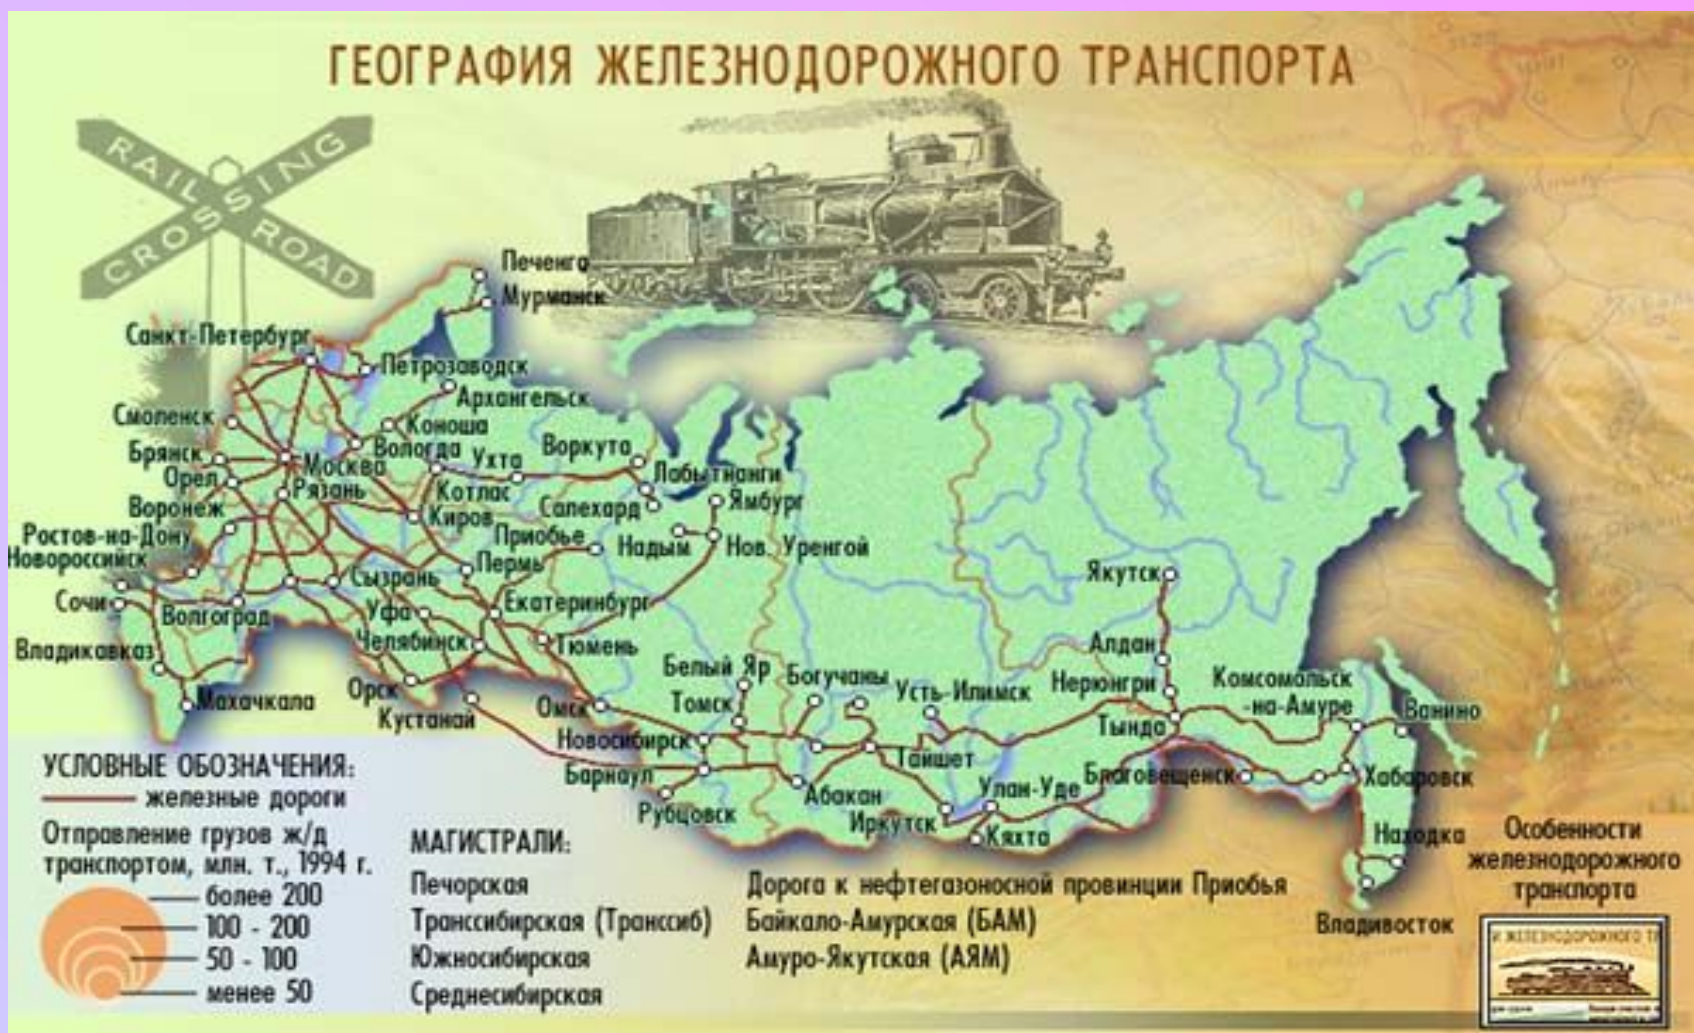 ГЕОГРАФИЯ ЖЕЛЕЗНОДОРОЖНОГО ТРАНСПОРТА
RAIL ROAD
CROSSING
Печенга
Мурманск
Санкт-Петербург
Петрозаводск
Архангельск
Смоленск
Коноша
Вологда
Брянск
Москва
Ухта
Воркута
Лабытнанги
Орел
Рязань
Котлас
Салехард
Ямбург
Воронеж
Киров
Приобье
Надым
Нов. Уренгой
Ростов-на-Дону
Новороссийск
Пермь
Сызрань
Якутск
Сочи
Волгоград
Уфа
Екатеринбург
Челябинск
Тюмень
Алдан
Владикавказ
Белый Яр
Богучаны
Усть-Илимск
Нерюнгри
Комсомольск
-на-Амуре
Махачкала
Орск
Кустанай
Омск
Томск
Тында
Ванино
Новосибирск
Тайшет
Барнаул
Абакан
Улан-Удэ
Благовещенск
Хабаровск
Рубцовск
Иркутск
Кяхта
Находка
Владивосток
УСЛОВНЫЕ ОБОЗНАЧЕНИЯ:
железные дороги
Отправление грузов ж/д
транспортом, млн. т., 1994 г.
более 200
100 - 200
50 - 100
менее 50
МАГИСТРАЛИ:
Печорская
Транссибирская (Транссиб)
Южносибирская
Среднесибирская
Дорога к нефтегазоносной провинции Приобья
Байкало-Амурская (БАМ)
Амуро-Якутская (АЯМ)
Особенности
железнодорожного
транспорта
И ЖЕЛЕЗНОДОРОЖНОГО ТР